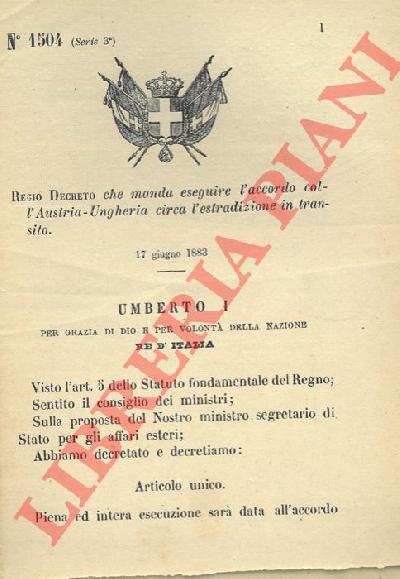 1
N° 1504 (Serie 3ª)
REGIO DECRETO che manda eseguire l'accordo col-
l'Austria-Ungheria circa l'estradizione in tran-
sito.
17 giugno 1883
UMBERTO I
PER GRAZIA DI DIO E PER VOLONTÀ DELLA NAZIONE
RE D'ITALIA
Visto l'art. 5 dello Statuto fondamentale del Regno;
Sentito il consiglio dei ministri;
Sulla proposta del Nostro ministro segretario di
Stato per gli affari esteri;
Abbiamo decretato e decretiamo:
Articolo unico.
Piena ed intera esecuzione sarà data all'accordo
LIBRERIA PIANI